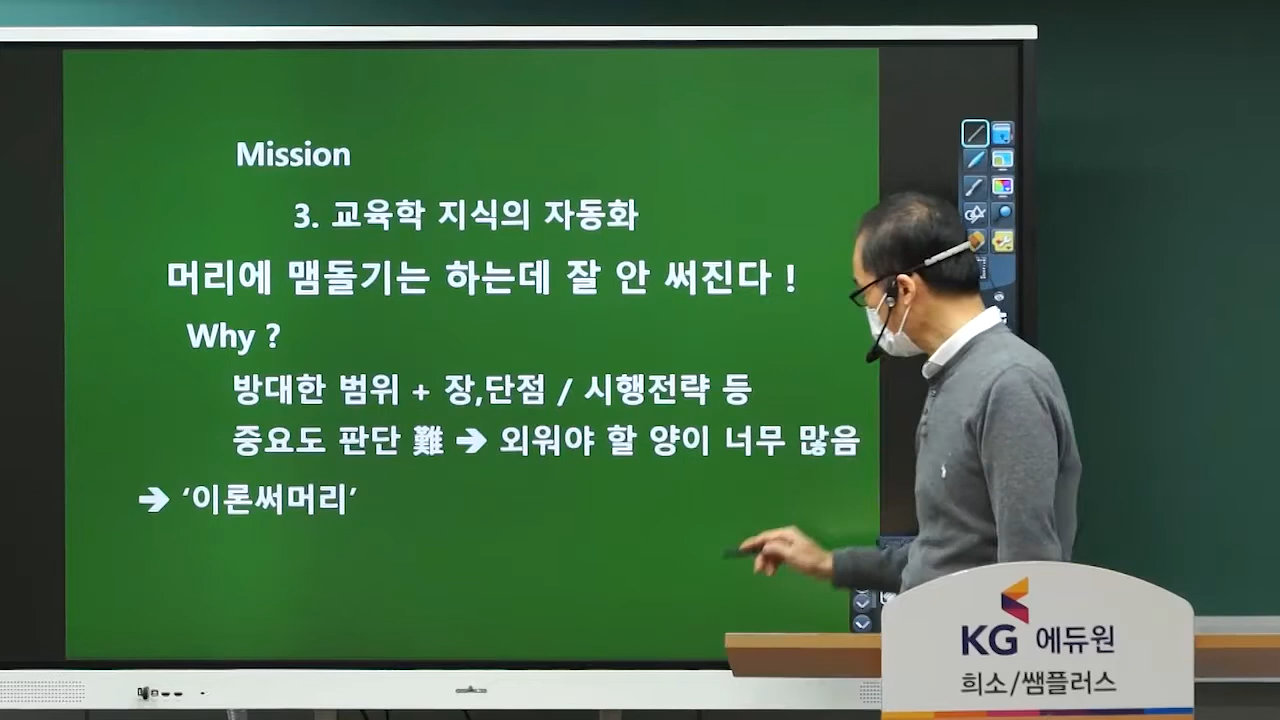 Mission
3. 교육학 지식의 자동화
머리에 맴돌기는 하는데 잘 안 써진다 !
Why ?
방대한 범위 + 장,단점 / 시행전략 등
중요도 판단 難 ➔ 외워야 할 양이 너무 많음
➔ ‘이론써머리’
KG 에듀원
희소/쌤플러스